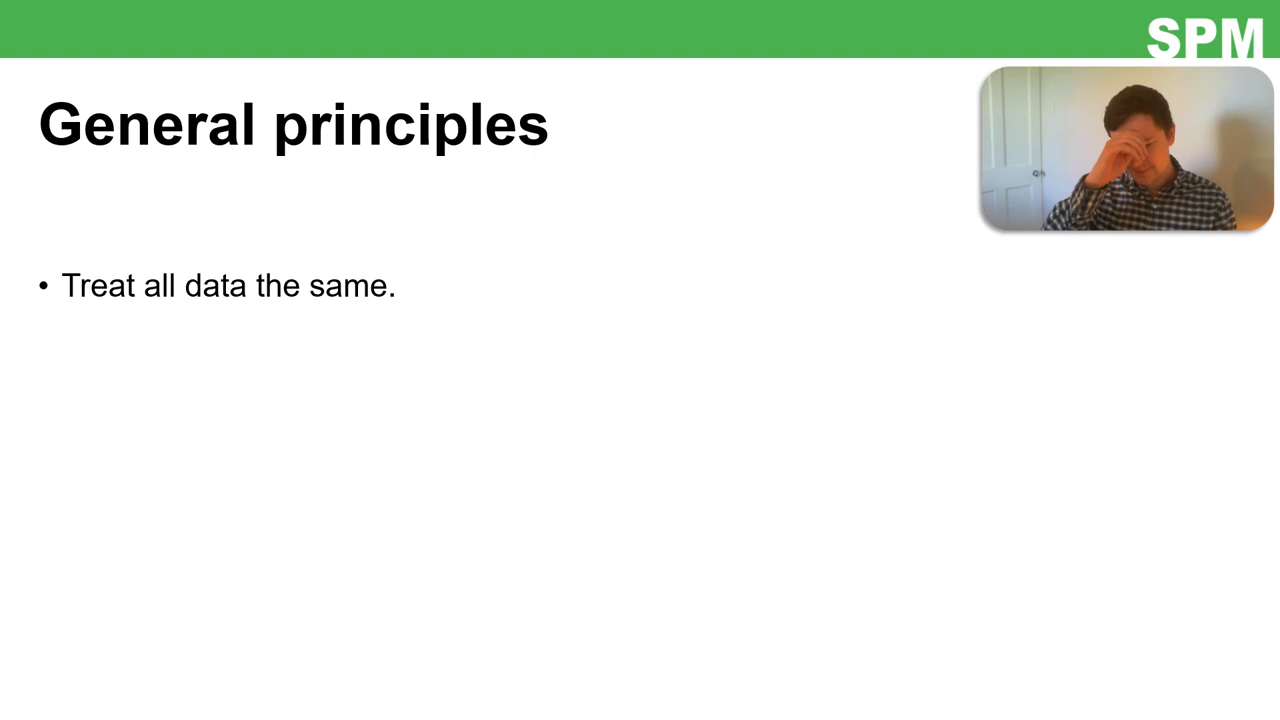 SPM
General principles
• Treat all data the same.